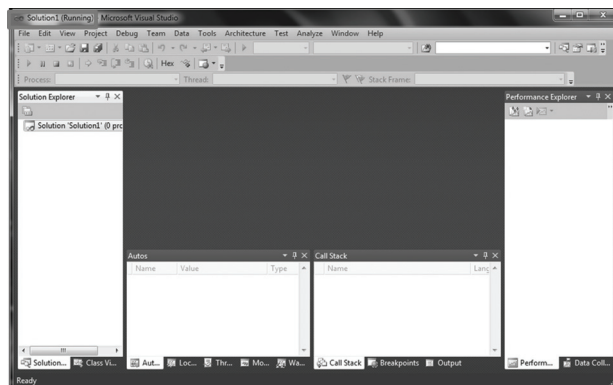 Solution1 (Running) Microsoft Visual Studio
File Edit View Project Debug Team Data Tools Architecture Test Analyze Window Help
Hex
Process: Thread: Stack Frame:
Solution Explorer
Performance Explorer
Solution 'Solution1' (0 proj
Autos
Call Stack
Name Value Type
Name Lang
Solution... Class Vi... Aut... Loc... Thr... Mo... Wa... Call Stack Breakpoints Output Perform... Data Coll...
Ready